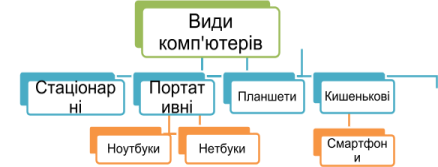 Види
комп'ютерів
Стаціонар
ні
Портат
ивні
Планшети
Кишенькові
Ноутбуки
Нетбуки
Смартфон
и